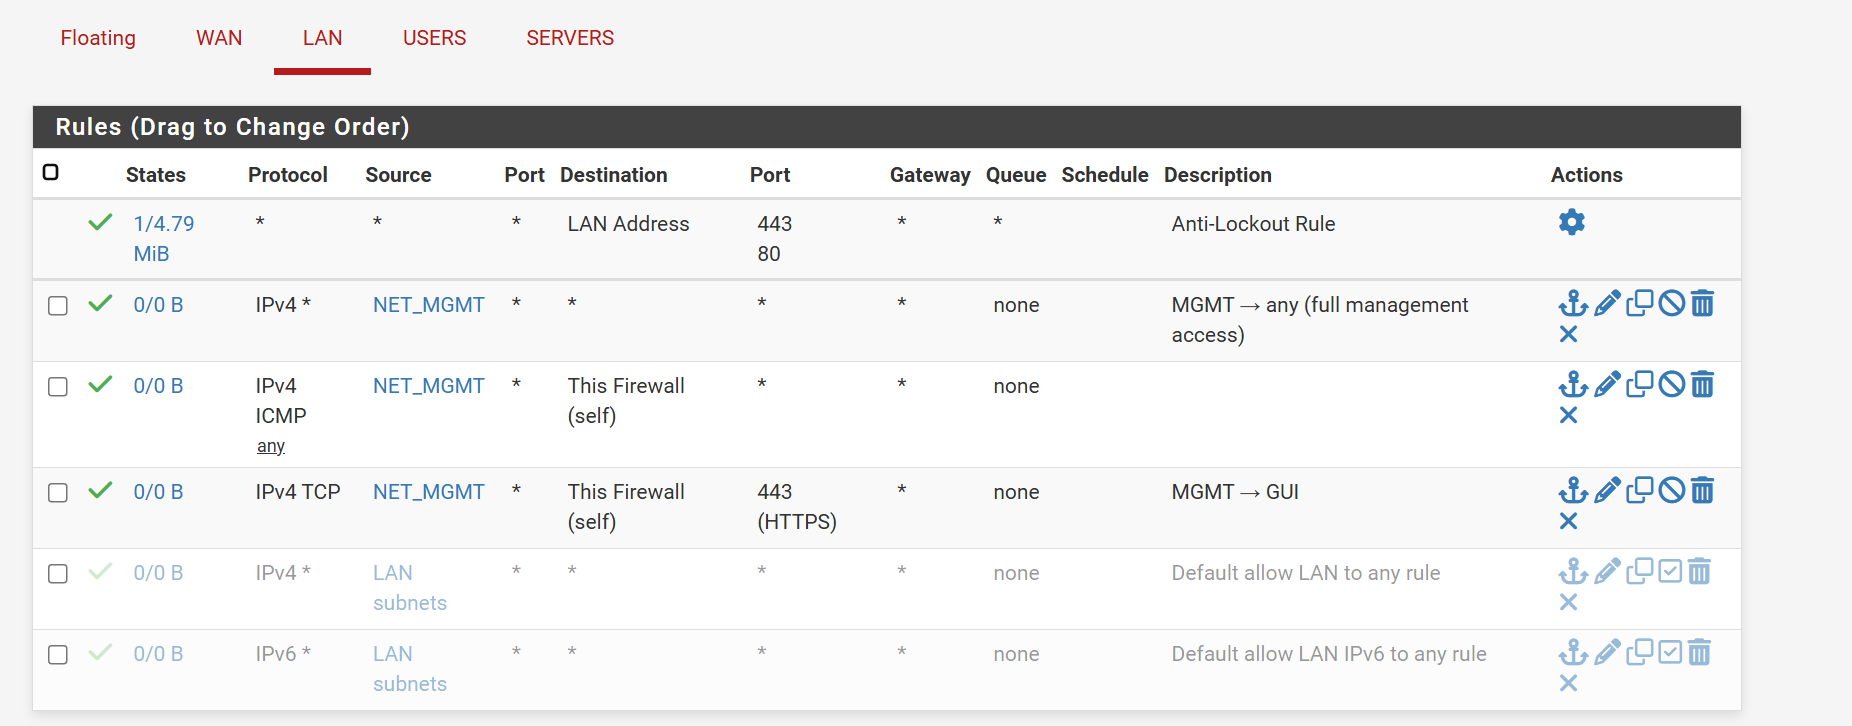 Floating WAN LAN USERS SERVERS
Rules (Drag to Change Order)
States Protocol Source Port Destination Port Gateway Queue Schedule Description Actions
1/4.79 * * * LAN Address 443 * * Anti-Lockout Rule
MiB 80
0/0 B IPv4 * NET_MGMT * * * * none MGMT → any (full management
access)
0/0 B IPv4 NET_MGMT * This Firewall * * none
ICMP (self)
any
0/0 B IPv4 TCP NET_MGMT * This Firewall 443 * none MGMT → GUI
(self) (HTTPS)
0/0 B IPv4 * LAN * * * * none Default allow LAN to any rule
subnets
0/0 B IPv6 * LAN * * * * none Default allow LAN IPv6 to any rule
subnets